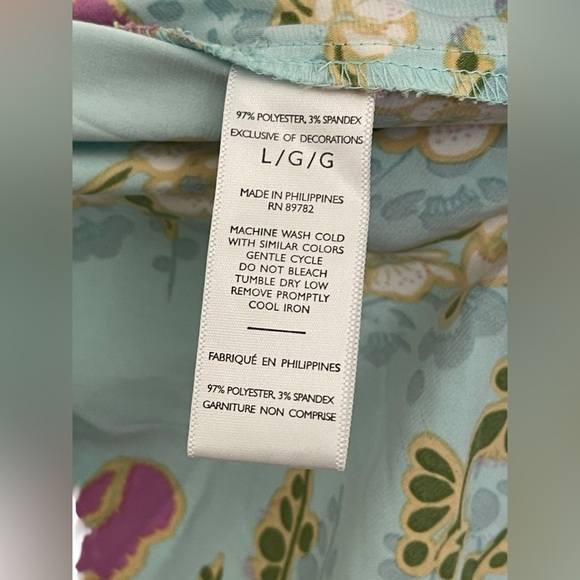 97% POLYESTER, 3% SPANDEX
EXCLUSIVE OF DECORATIONS
L/G/G
MADE IN PHILIPPINES
RN 89782
MACHINE WASH COLD
WITH SIMILAR COLORS
GENTLE CYCLE
DO NOT BLEACH
TUMBLE DRY LOW
REMOVE PROMPTLY
COOL IRON
FABRIQUÉ EN PHILIPPINES
97% POLYESTER, 3% SPANDEX
GARNITURE NON COMPRISE